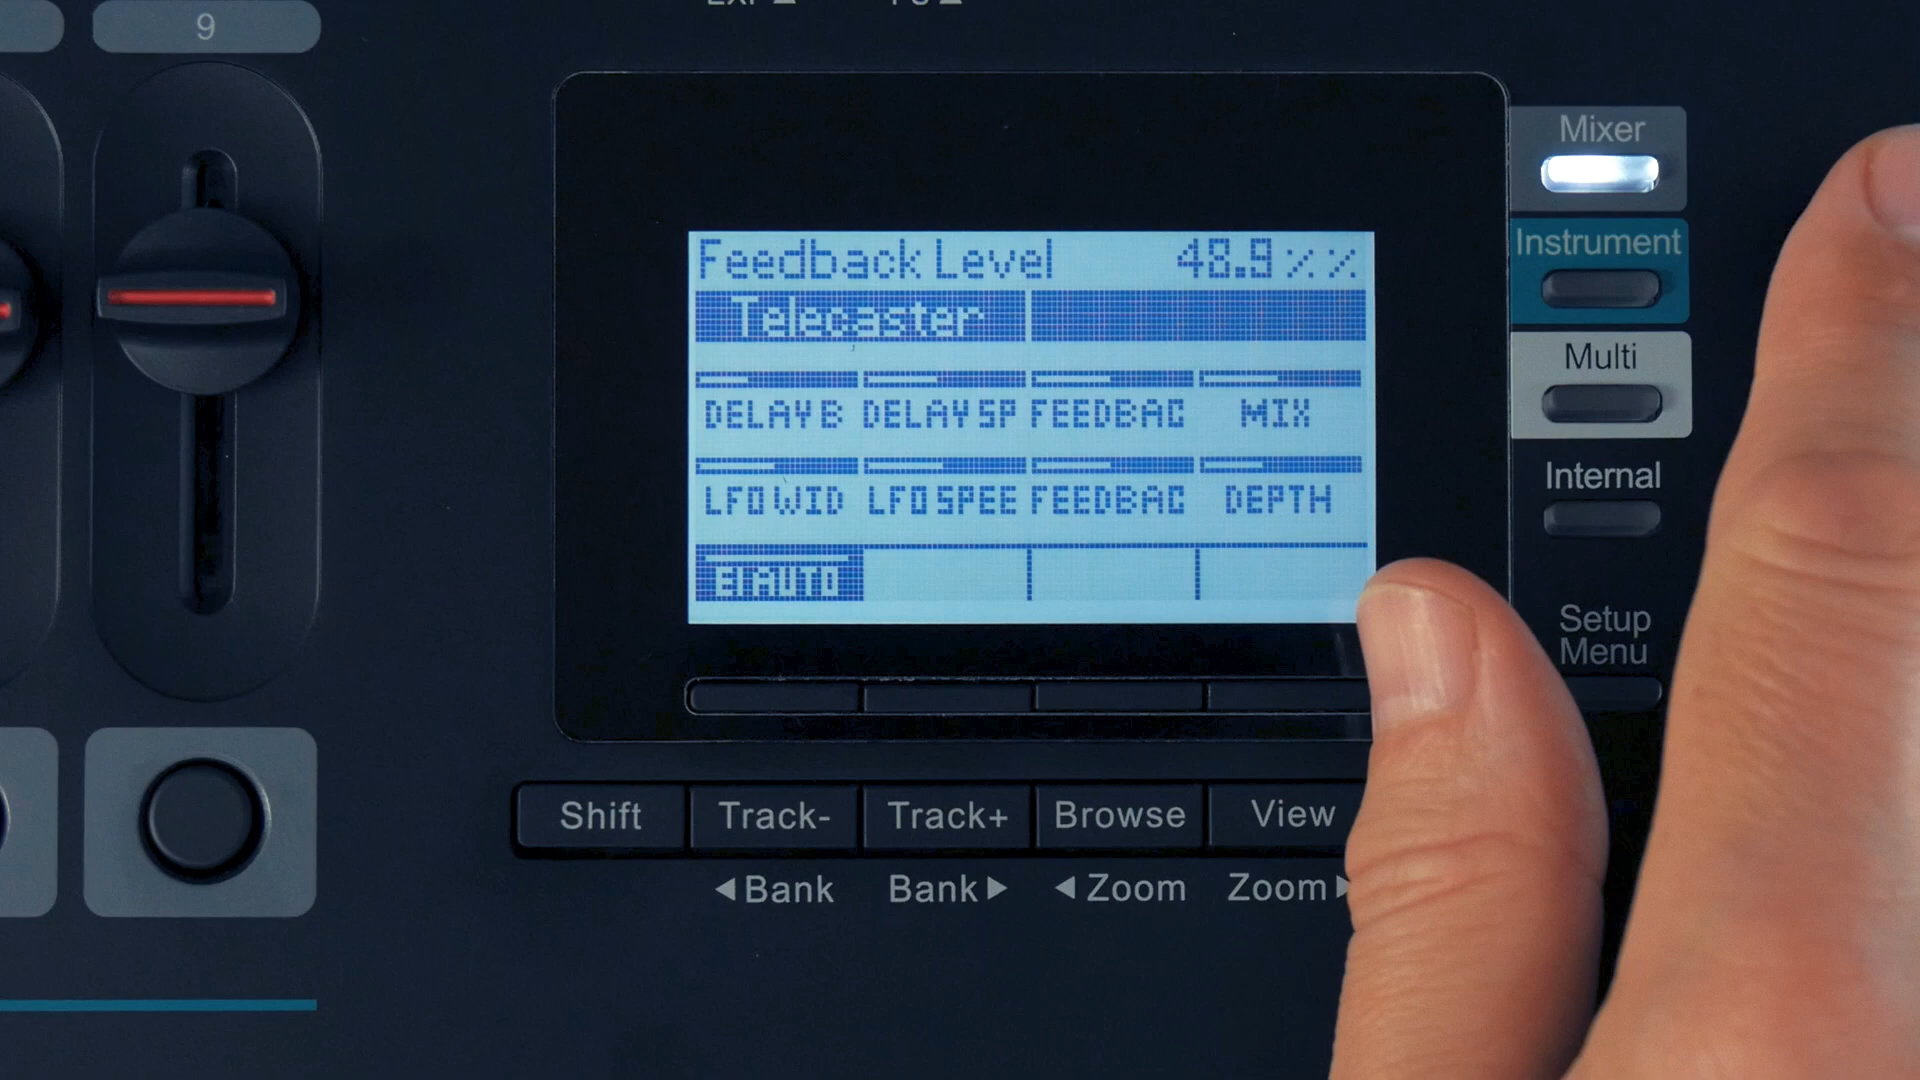 9
Mixer
Instrument
Multi
Internal
Setup
Menu
Feedback Level 48.9%%
Telecaster
DELAY B DELAY SP FEEDBAC MIX
LFO WID LFO SPEE FEEDBAC DEPTH
AUTO
Shift Track- Track+ Browse View
◀Bank Bank▶ ◀Zoom Zoom▶